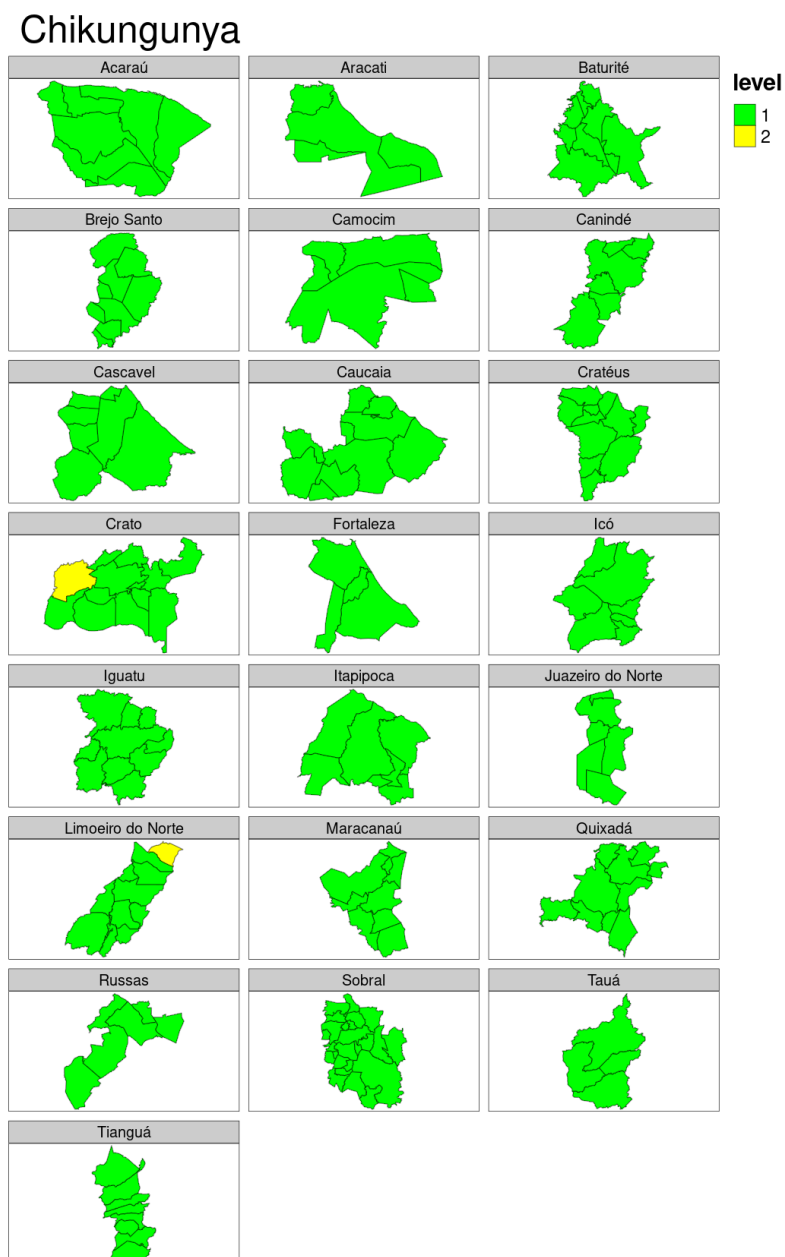 Chikungunya
Acaraú
Aracati
Baturité
level
1
2
Brejo Santo
Camocim
Canindé
Cascavel
Caucaia
Cratéus
Crato
Fortaleza
Icó
Iguatu
Itapipoca
Juazeiro do Norte
Limoeiro do Norte
Maracanaú
Quixadá
Russas
Sobral
Tauá
Tianguá